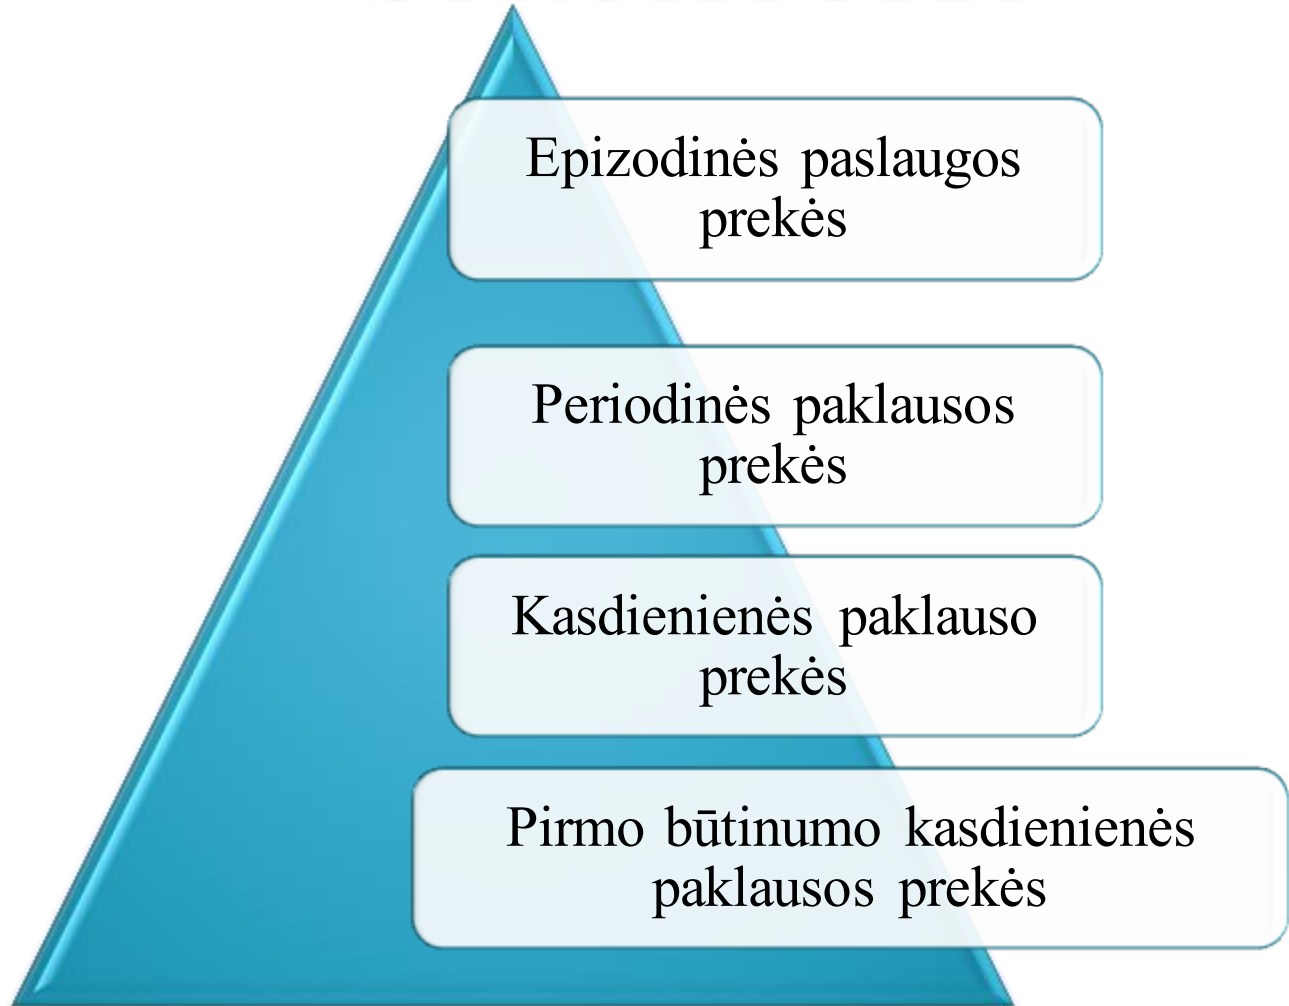 Epizodinės paslaugos
prekės
Periodinės paklausos
prekės
Kasdienienės paklauso
prekės
Pirmo būtinumo kasdienienės
paklausos prekės